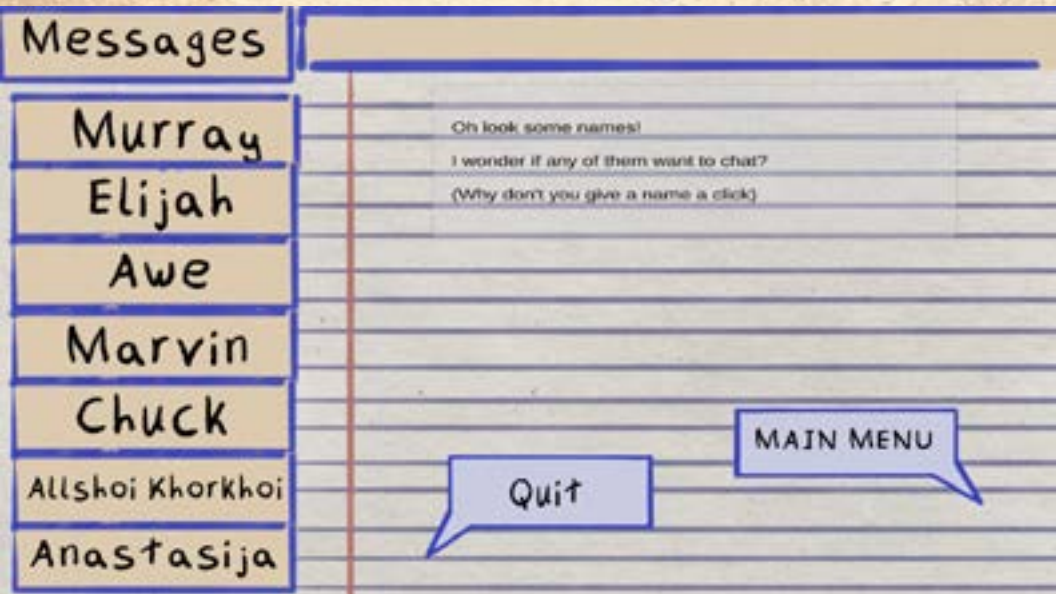 Messages
Murray
Elijah
Awe
Marvin
Chuck
Allshoi Khorkhoi
Anastasija
Oh look some names!
I wonder if any of them want to chat?
(Why don't you give a name a click)
MAIN MENU
Quit